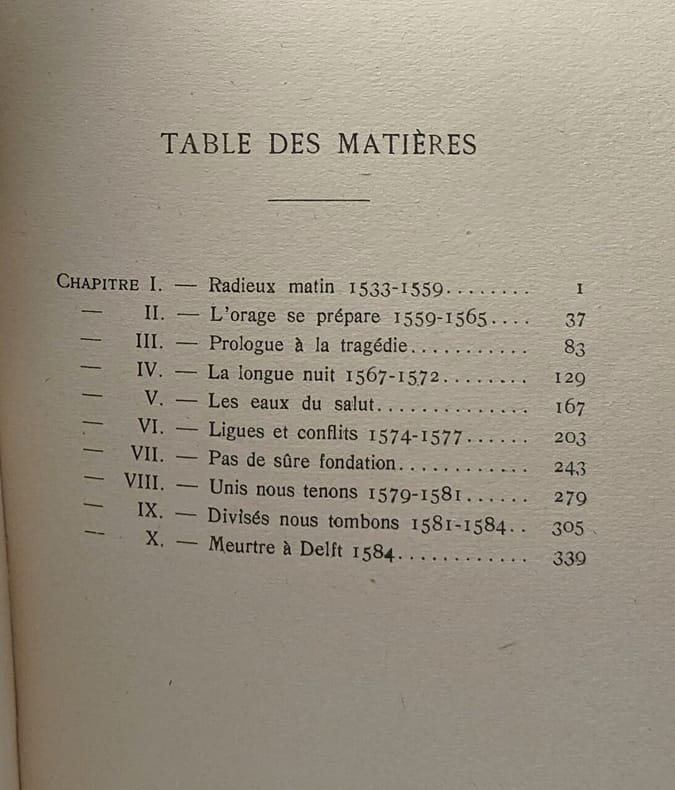 TABLE DES MATIÈRES
CHAPITRE I. — Radieux matin 1533-1559........ 1
— II. — L'orage se prépare 1559-1565.... 37
— III. — Prologue à la tragédie........... 83
— IV. — La longue nuit 1567-1572........ 129
— V. — Les eaux du salut.............. 167
— VI. — Ligues et conflits 1574-1577...... 203
— VII. — Pas de sûre fondation............ 243
— VIII. — Unis nous tenons 1579-1581...... 279
— IX. — Divisés nous tombons 1581-1584.. 305
— X. — Meurtre à Delft 1584............ 339